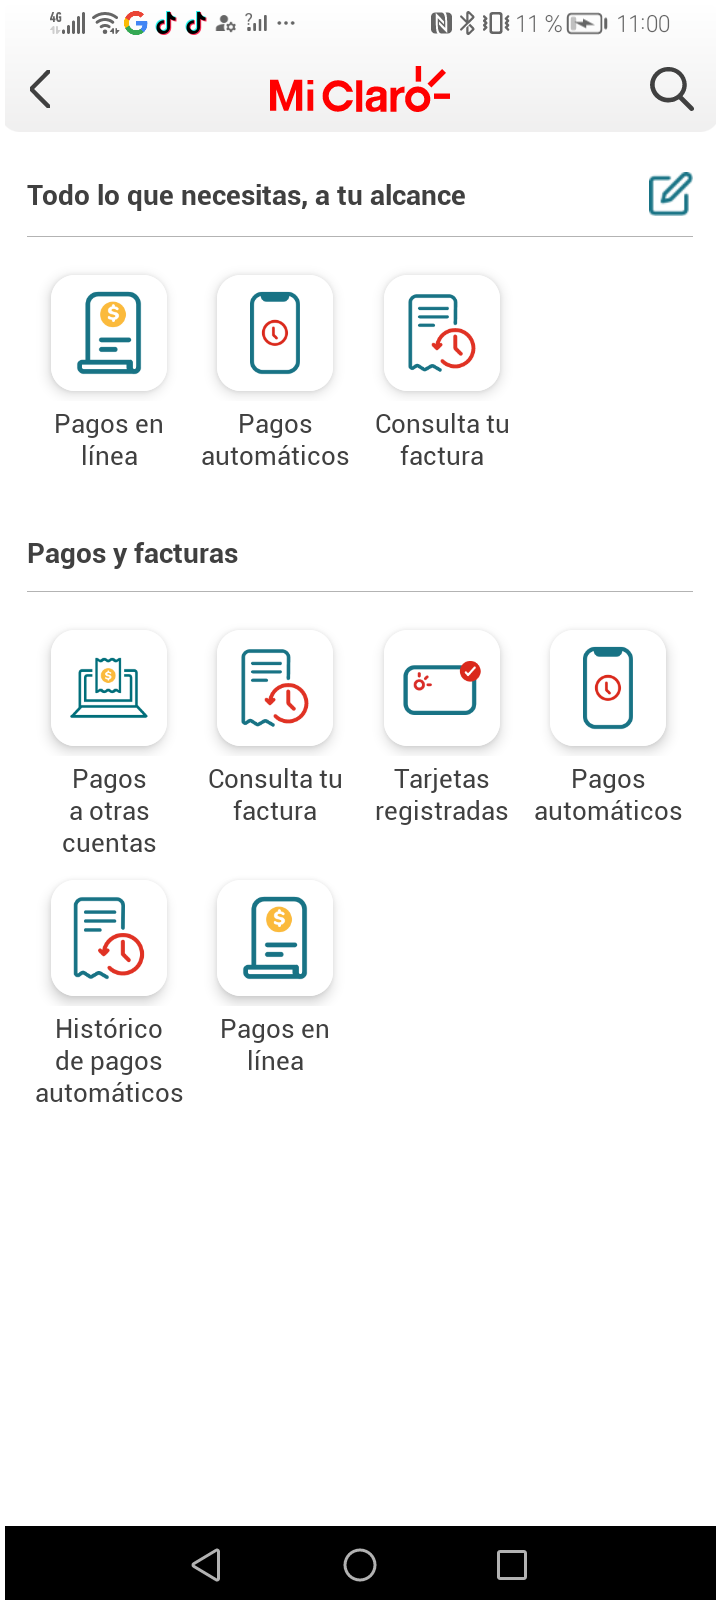 4G ? 11 % 11:00
Mi Claro
Todo lo que necesitas, a tu alcance
Pagos en
línea
Pagos
automáticos
Consulta tu
factura
Pagos y facturas
Pagos
a otras
cuentas
Consulta tu
factura
Tarjetas
registradas
Pagos
automáticos
Histórico
de pagos
automáticos
Pagos en
línea